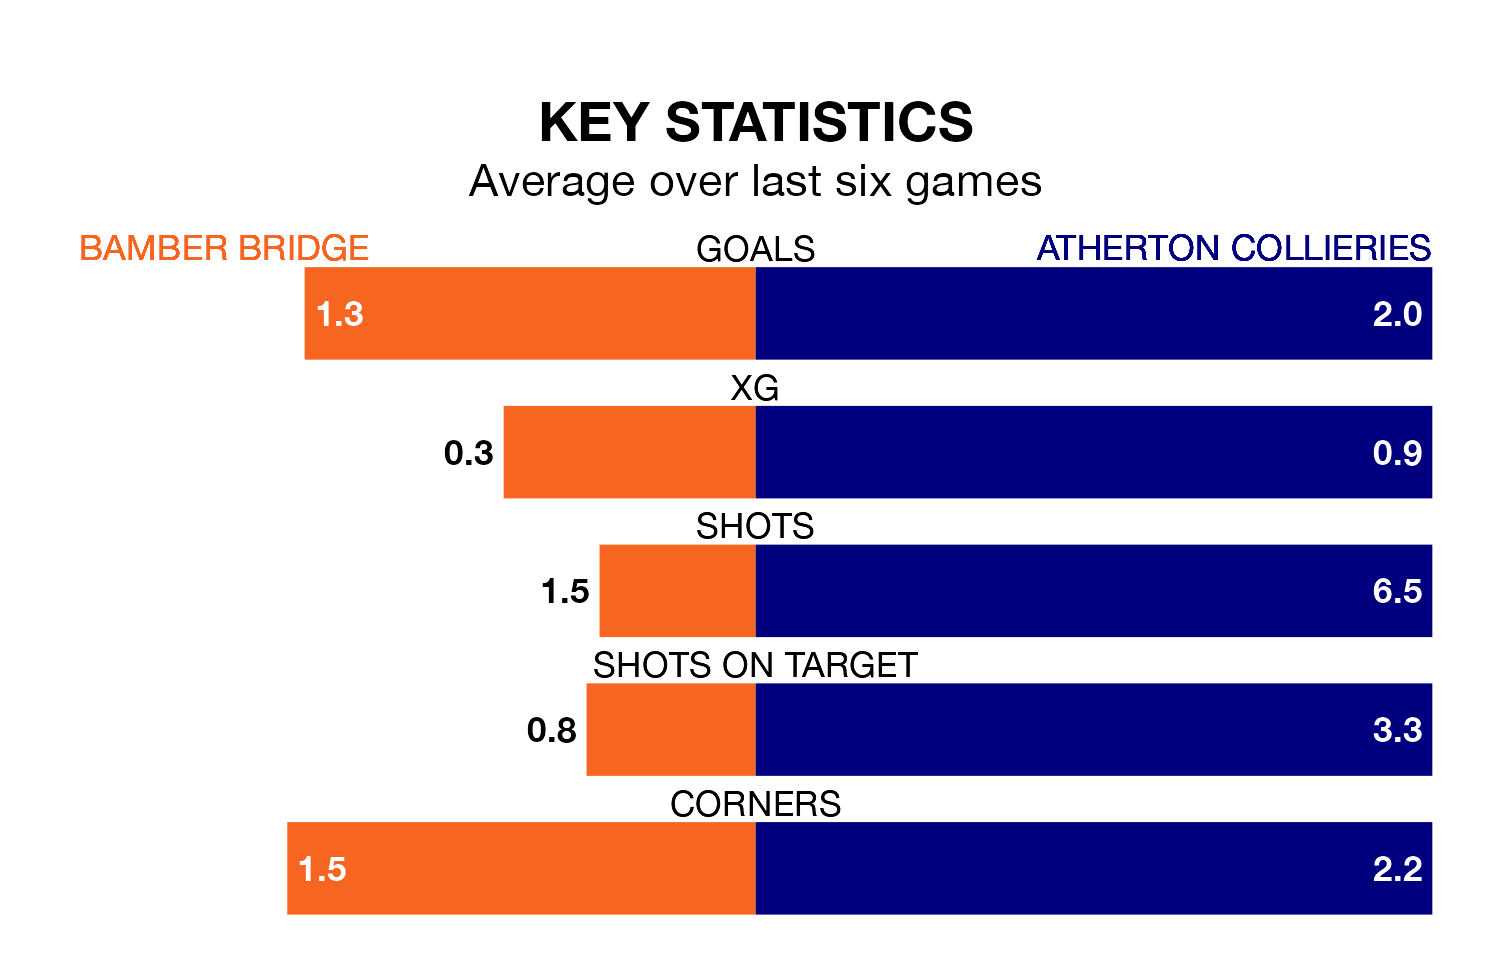 KEY STATISTICS
Average over last six games
BAMBER BRIDGE GOALS ATHERTON COLLIERIES
1.3 2.0
XG
0.3 0.9
SHOTS
1.5 6.5
SHOTS ON TARGET
0.8 3.3
CORNERS
1.5 2.2